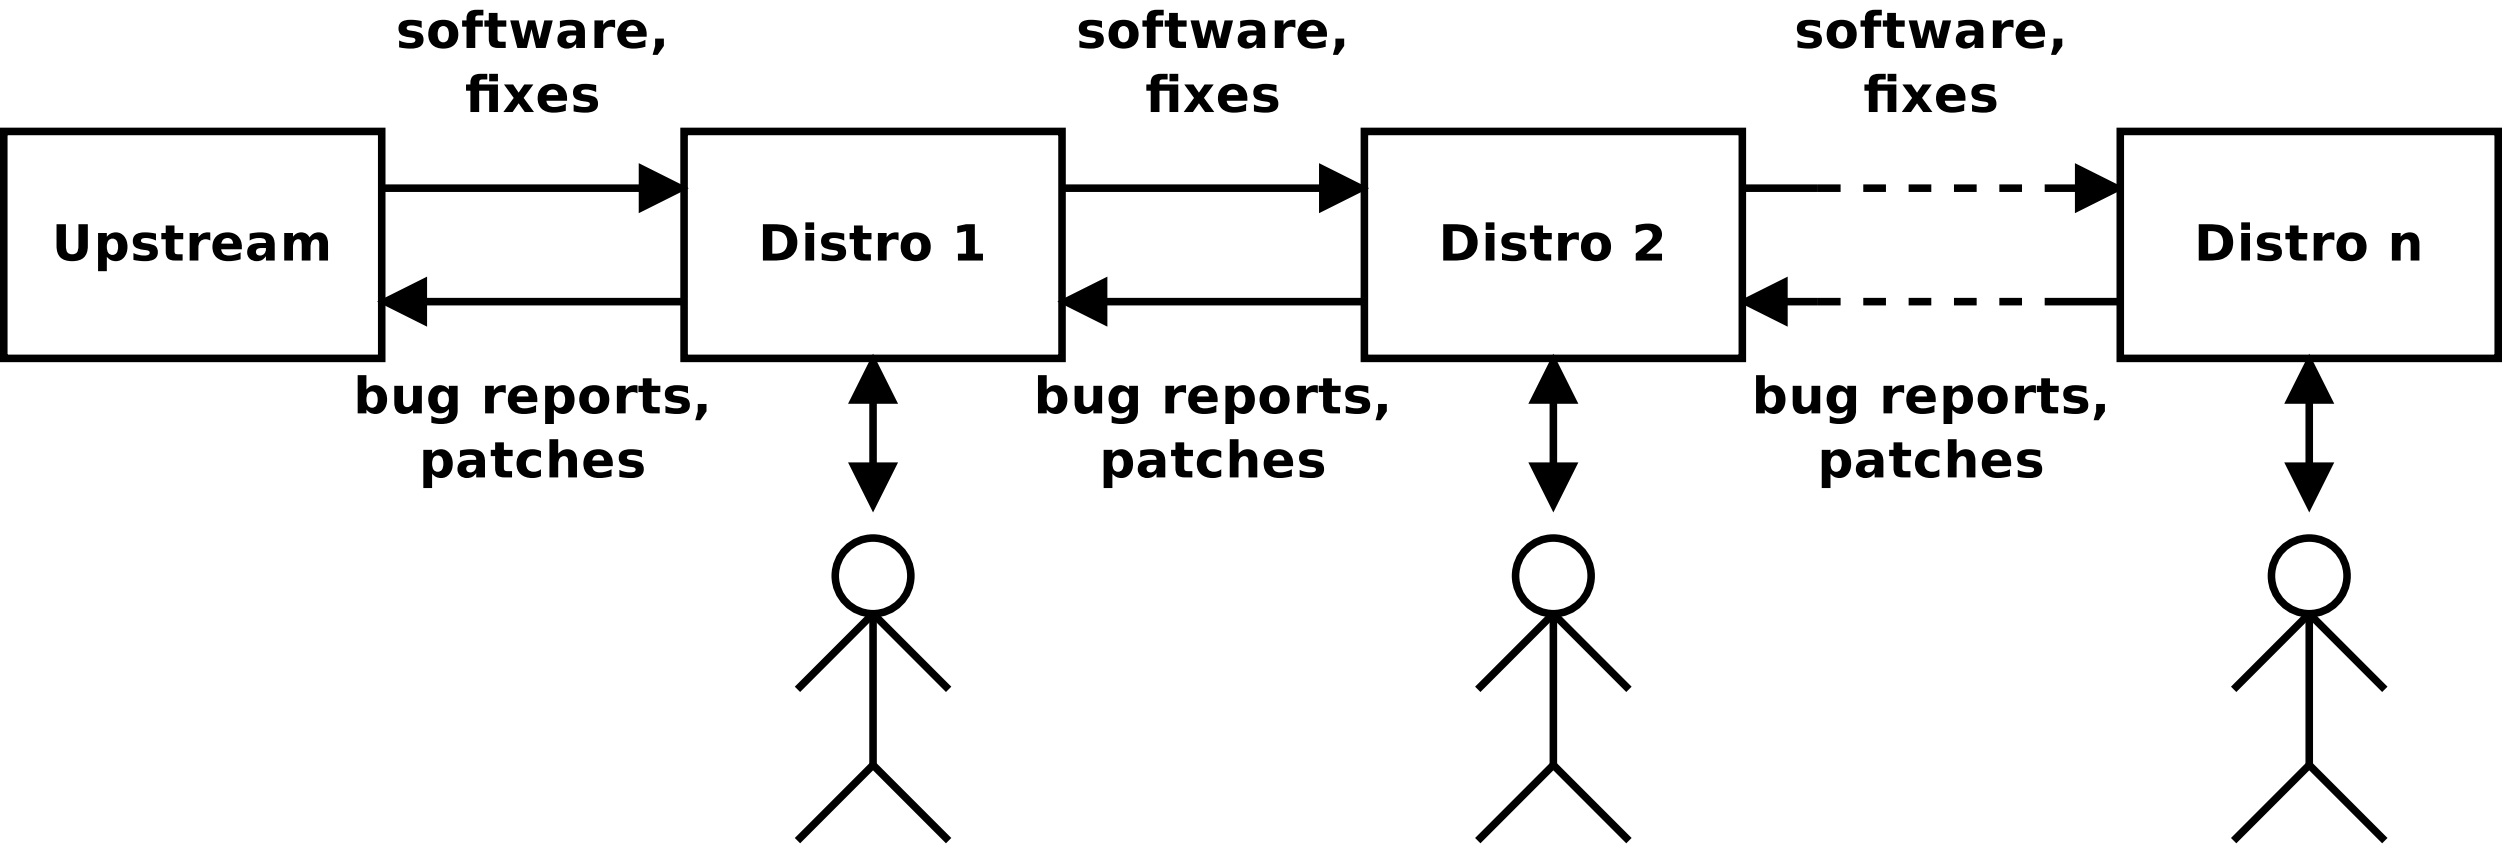 software,
fixes
software,
fixes
software,
fixes
Upstream
Distro 1
Distro 2
Distro n
bug reports,
patches
bug reports,
patches
bug reports,
patches